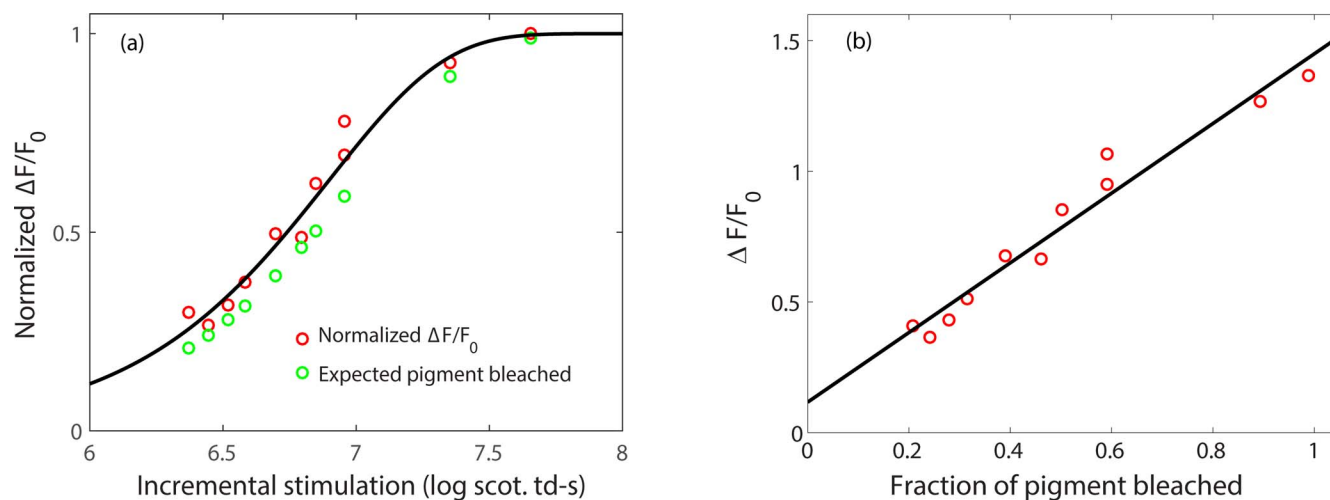 (a)
Normalized ΔF/F0
1
0.5
0
Normalized ΔF/F0
Expected pigment bleached
6
6.5
7
7.5
8
Incremental stimulation (log scot. td-s)
(b)
Δ F/F0
1.5
1
0.5
0
0
0.2
0.4
0.6
0.8
1
Fraction of pigment bleached